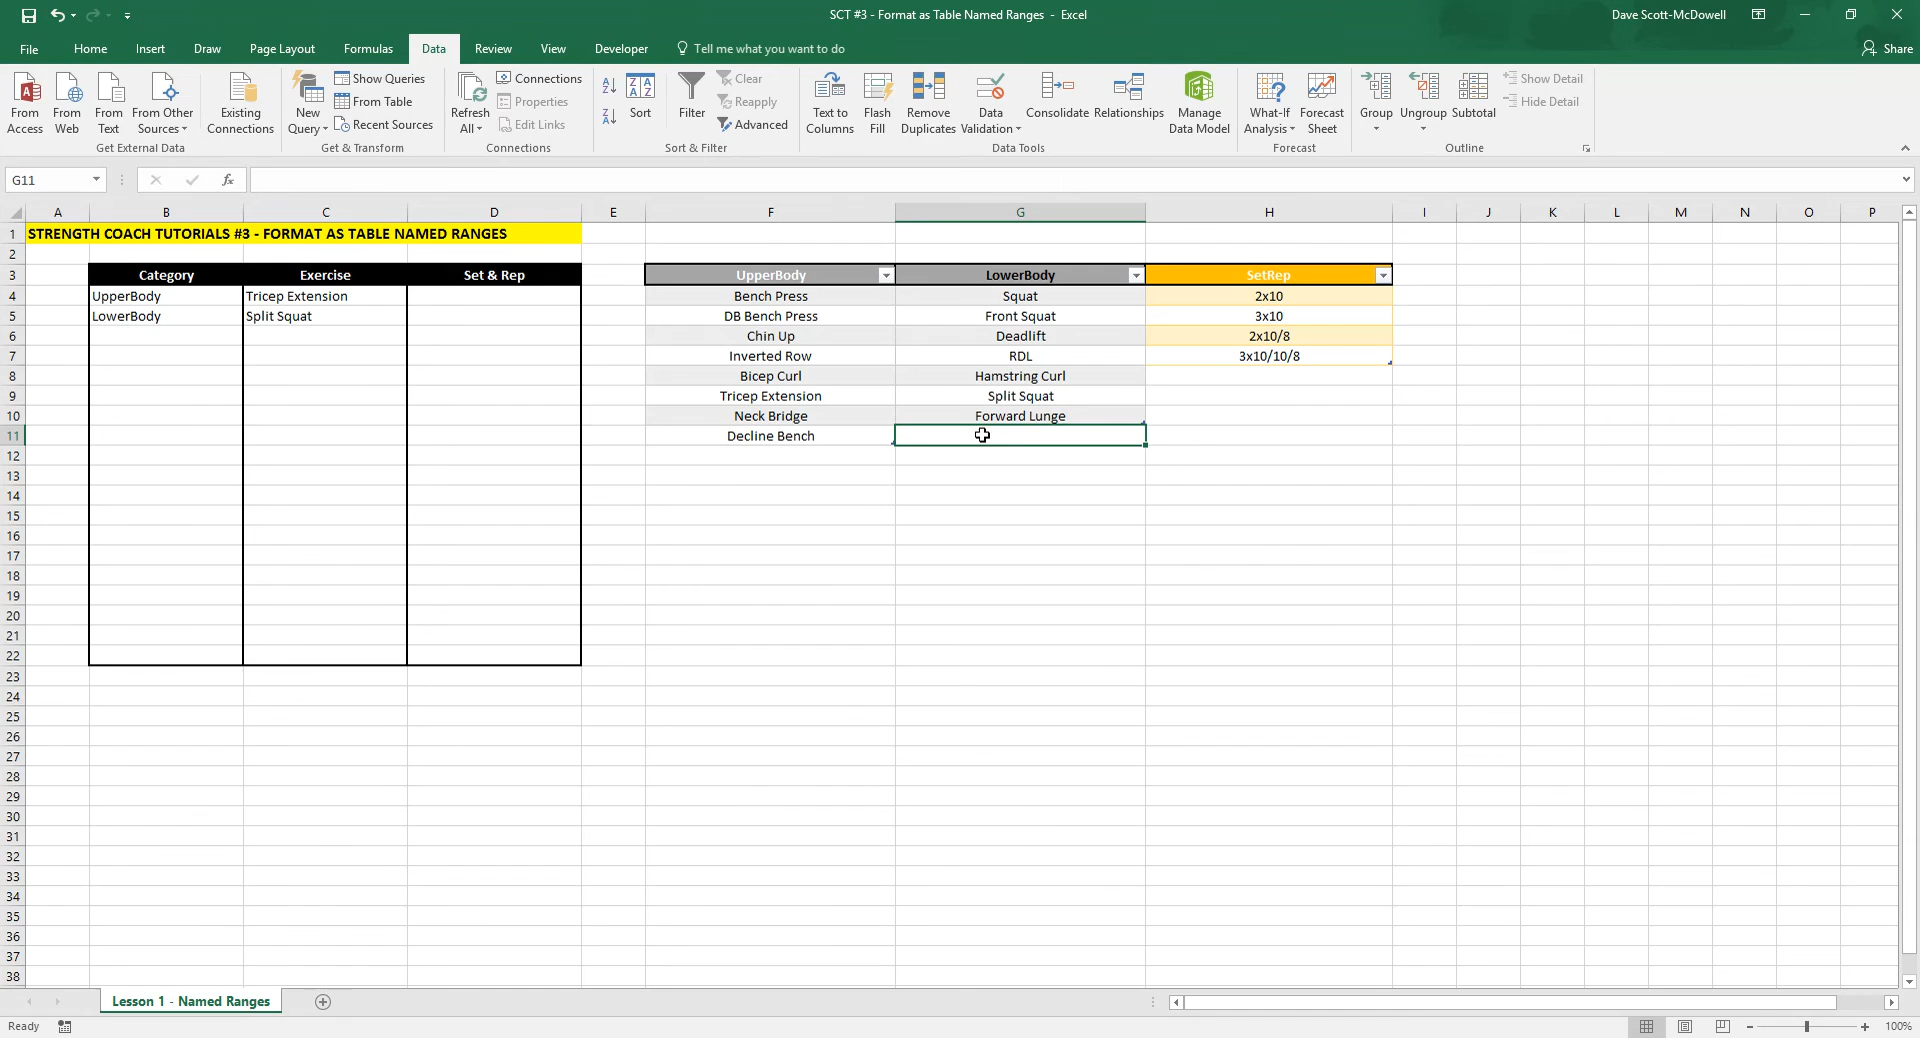 SCT #3 - Format as Table Named Ranges - Excel
Dave Scott-McDowell
File Home Insert Draw Page Layout Formulas Data Review View Developer Tell me what you want to do Share
From Access
From Web
From Text
From Other Sources
Existing Connections
Get External Data
New Query
Show Queries
From Table
Recent Sources
Get & Transform
Refresh All
Connections
Properties
Edit Links
Connections
Sort
Filter
Clear
Reapply
Advanced
Sort & Filter
Text to Columns
Flash Fill
Remove Duplicates
Data Validation
Consolidate
Relationships
Manage Data Model
Data Tools
What-If Analysis
Forecast Sheet
Forecast
Group
Ungroup
Subtotal
Show Detail
Hide Detail
Outline
G11 fx
A B C D E F G H I J K L M N O P
1 STRENGTH COACH TUTORIALS #3 - FORMAT AS TABLE NAMED RANGES
2
3 Category Exercise Set & Rep UpperBody LowerBody SetRep
4 UpperBody Tricep Extension Bench Press Squat 2x10
5 LowerBody Split Squat DB Bench Press Front Squat 3x10
6 Chin Up Deadlift 2x10/8
7 Inverted Row RDL 3x10/10/8
8 Bicep Curl Hamstring Curl
9 Tricep Extension Split Squat
10 Neck Bridge Forward Lunge
11 Decline Bench
12
13
14
15
16
17
18
19
20
21
22
23
24
25
26
27
28
29
30
31
32
33
34
35
36
37
38
Lesson 1 - Named Ranges
Ready
100%